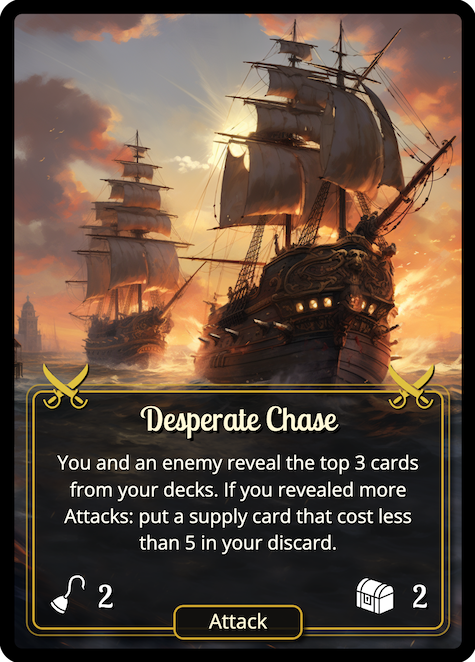 Desperate Chase
You and an enemy reveal the top 3 cards
from your decks. If you revealed more
Attacks: put a supply card that cost less
than 5 in your discard.
2
2
Attack